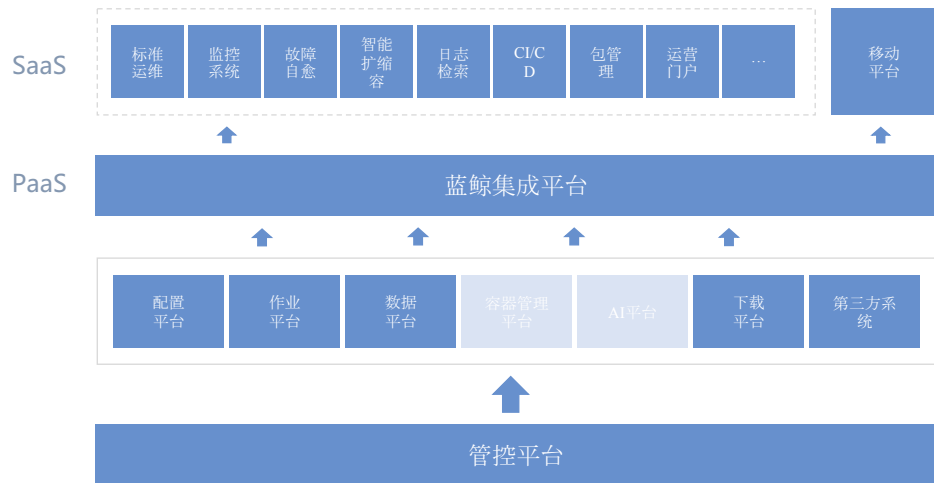 SaaS
标准
运维
监控
系统
故障
自愈
智能
扩缩
容
日志
检索
CI/C
D
包管
理
运营
门户
…
移动
平台
PaaS
蓝鲸集成平台
配置
平台
作业
平台
数据
平台
容器管理
平台
AI平台
下载
平台
第三方系
统
管控平台